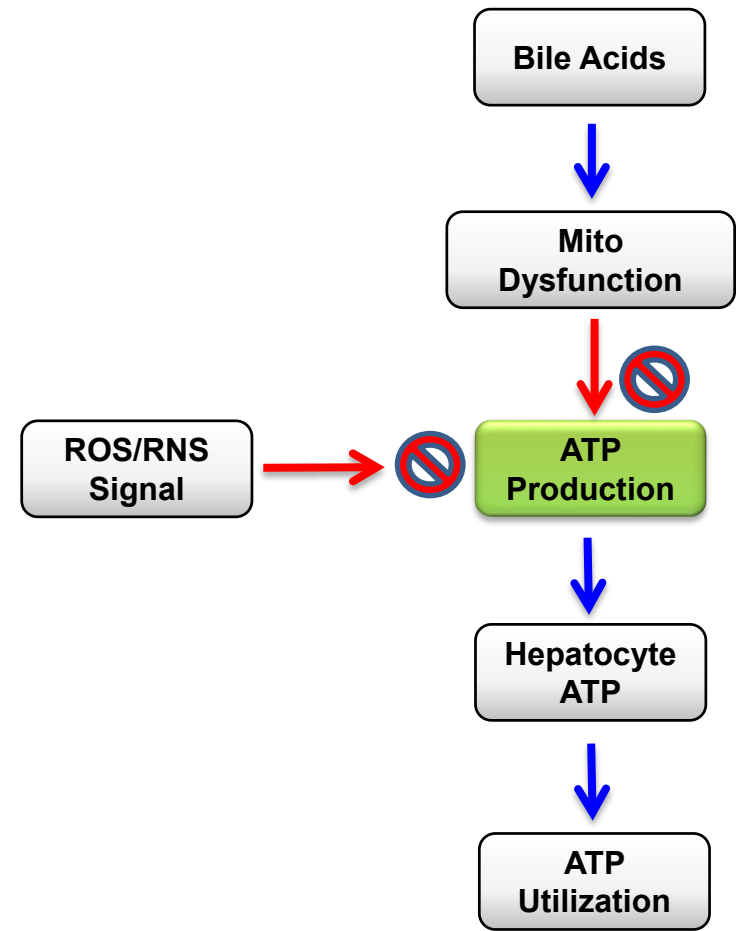 Bile Acids
Mito
Dysfunction
ROS/RNS
Signal
ATP
Production
Hepatocyte
ATP
ATP
Utilization